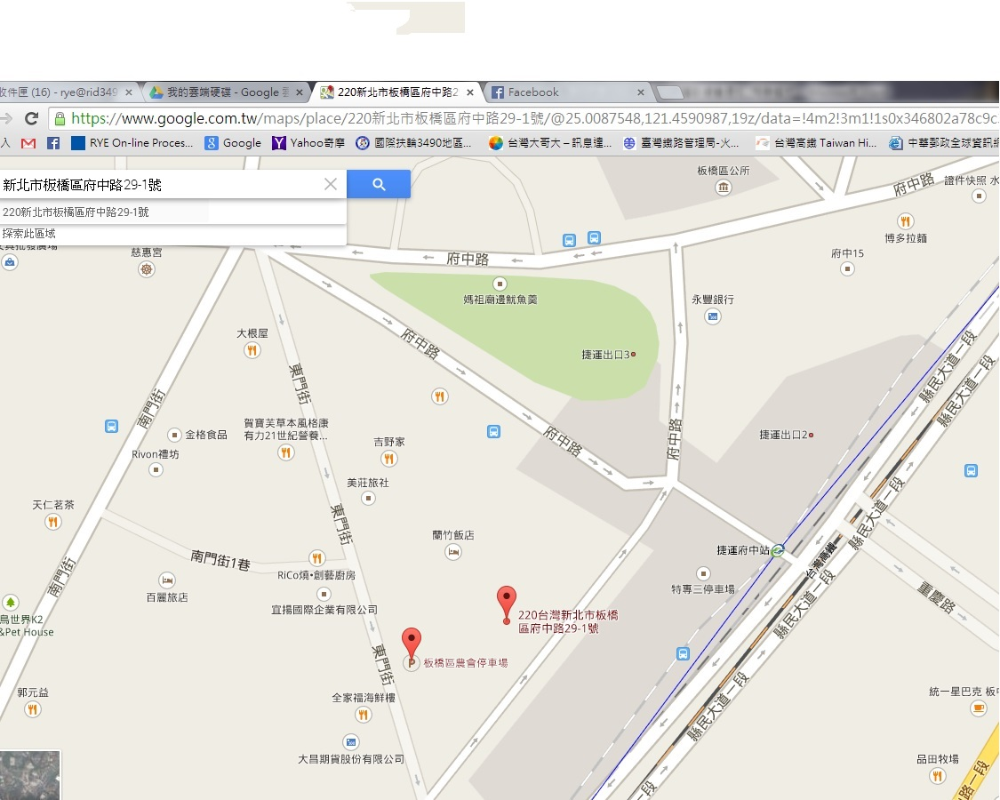 收件匣 (16) - rye@rid349
我的雲端硬碟 - Google
220新北市板橋區府中路2
Facebook
https://www.google.com.tw/maps/place/220新北市板橋區府中路29-1號/@25.0087548,121.4590987,19z/data=!4m2!3m1!1s0x346802a78c9c
RYE On-line Proces...
Google
Yahoo奇摩
國際扶輪3490地區...
台灣大哥大－訊息達...
臺灣鐵路管理局-火...
台灣高鐵 Taiwan Hi...
中華郵政全球資訊網
新北市板橋區府中路29-1號
220新北市板橋區府中路29-1號
探索此區域
板橋區公所
府中路
證件快照 水
慈惠宮
博多拉麵
府中15
府中路
媽祖廟邊魷魚羹
永豐銀行
大根屋
府中路
捷運出口3
縣民大道一段
縣民大道一段
東門街
南門街
賀寶芙草本風格康
有力21世紀營養...
金格食品
吉野家
府中路
府中路
捷運出口2
Rivon禮坊
美莊旅社
天仁茗茶
東門街
縣民大道一段
蘭竹飯店
捷運府中站
台灣高鐵
南門街1巷
南門街
RiCo燒•創藝廚房
百麗旅店
宜揚國際企業有限公司
特專三停車場
重慶路
縣民大道一段
220台灣新北市板橋
區府中路29-1號
鳥世界K2
&Pet House
東門街
P
板橋區農會停車場
郭元益
全家福海鮮樓
縣民大道一段
統一星巴克 板中
大昌期貨股份有限公司
品田牧場
路一段
一段